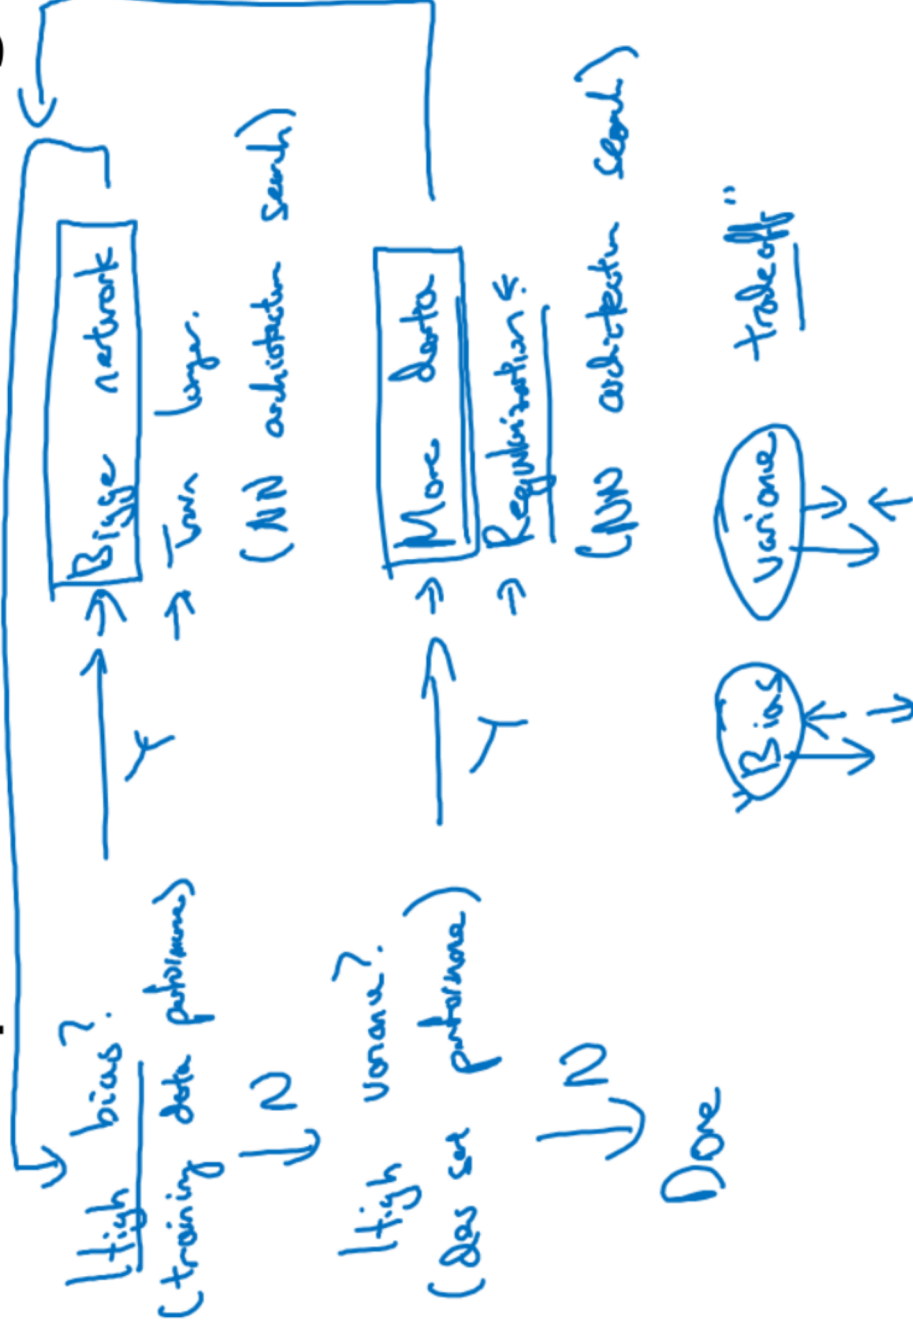 High bias?
(training data performance)
Y
→ Bigger network
→ Train longer.
(NN architecture search)
N
High variance?
(dev set performance)
Y
→ More data
→ Regularization
(NN architecture search)
N
Done
Bias Variance tradeoff"